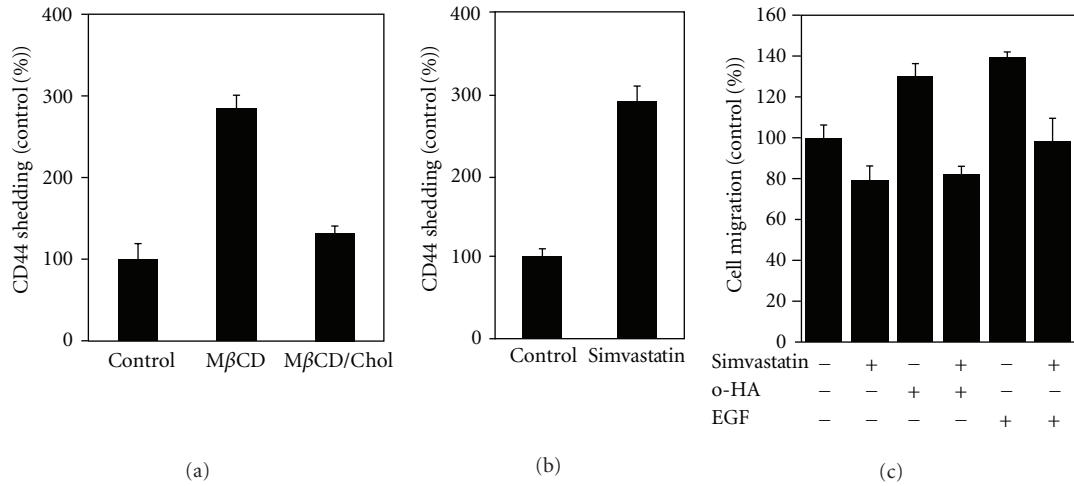 CD44 shedding (control (%))
400
300
200
100
0
Control MβCD MβCD/Chol
(a)
CD44 shedding (control (%))
400
300
200
100
0
Control Simvastatin
(b)
Cell migration (control (%))
160
140
120
100
80
60
40
20
0
Simvastatin − + − + − +
o-HA − − + + − −
EGF − − − − + +
(c)